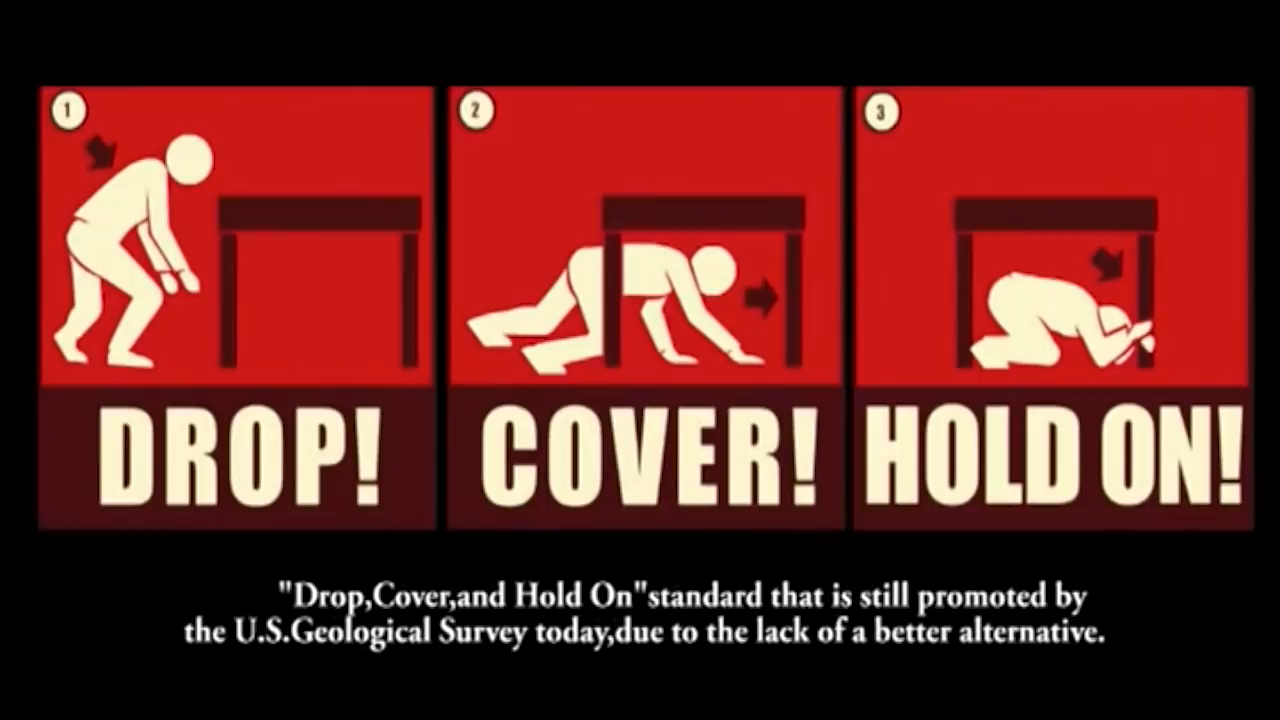 1
2
3
DROP!
COVER!
HOLD ON!
"Drop,Cover,and Hold On"standard that is still promoted by
the U.S.Geological Survey today,due to the lack of a better alternative.